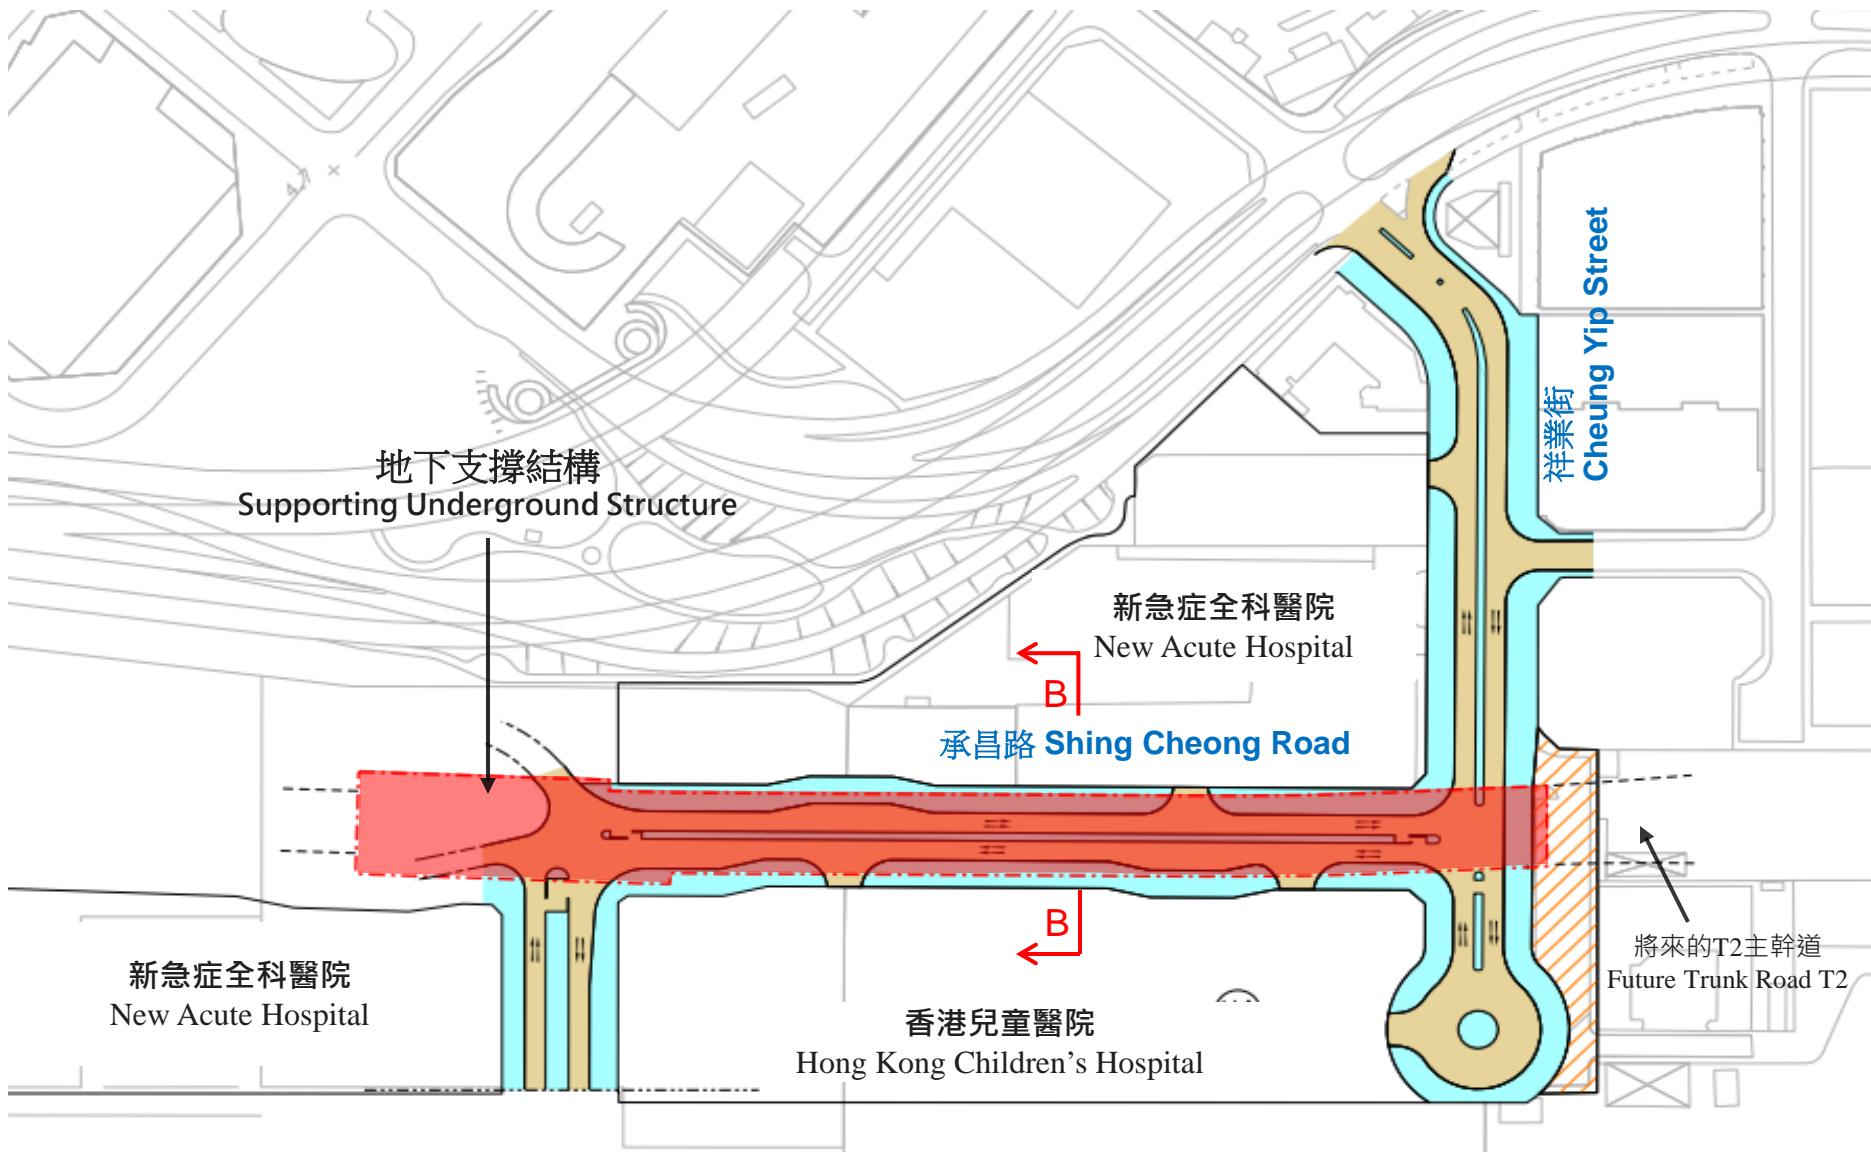 4.7
祥業街
Cheung Yip Street
地下支撐結構
Supporting Underground Structure
新急症全科醫院
New Acute Hospital
B
承昌路 Shing Cheong Road
B
將來的T2主幹道
Future Trunk Road T2
新急症全科醫院
New Acute Hospital
香港兒童醫院
Hong Kong Children's Hospital